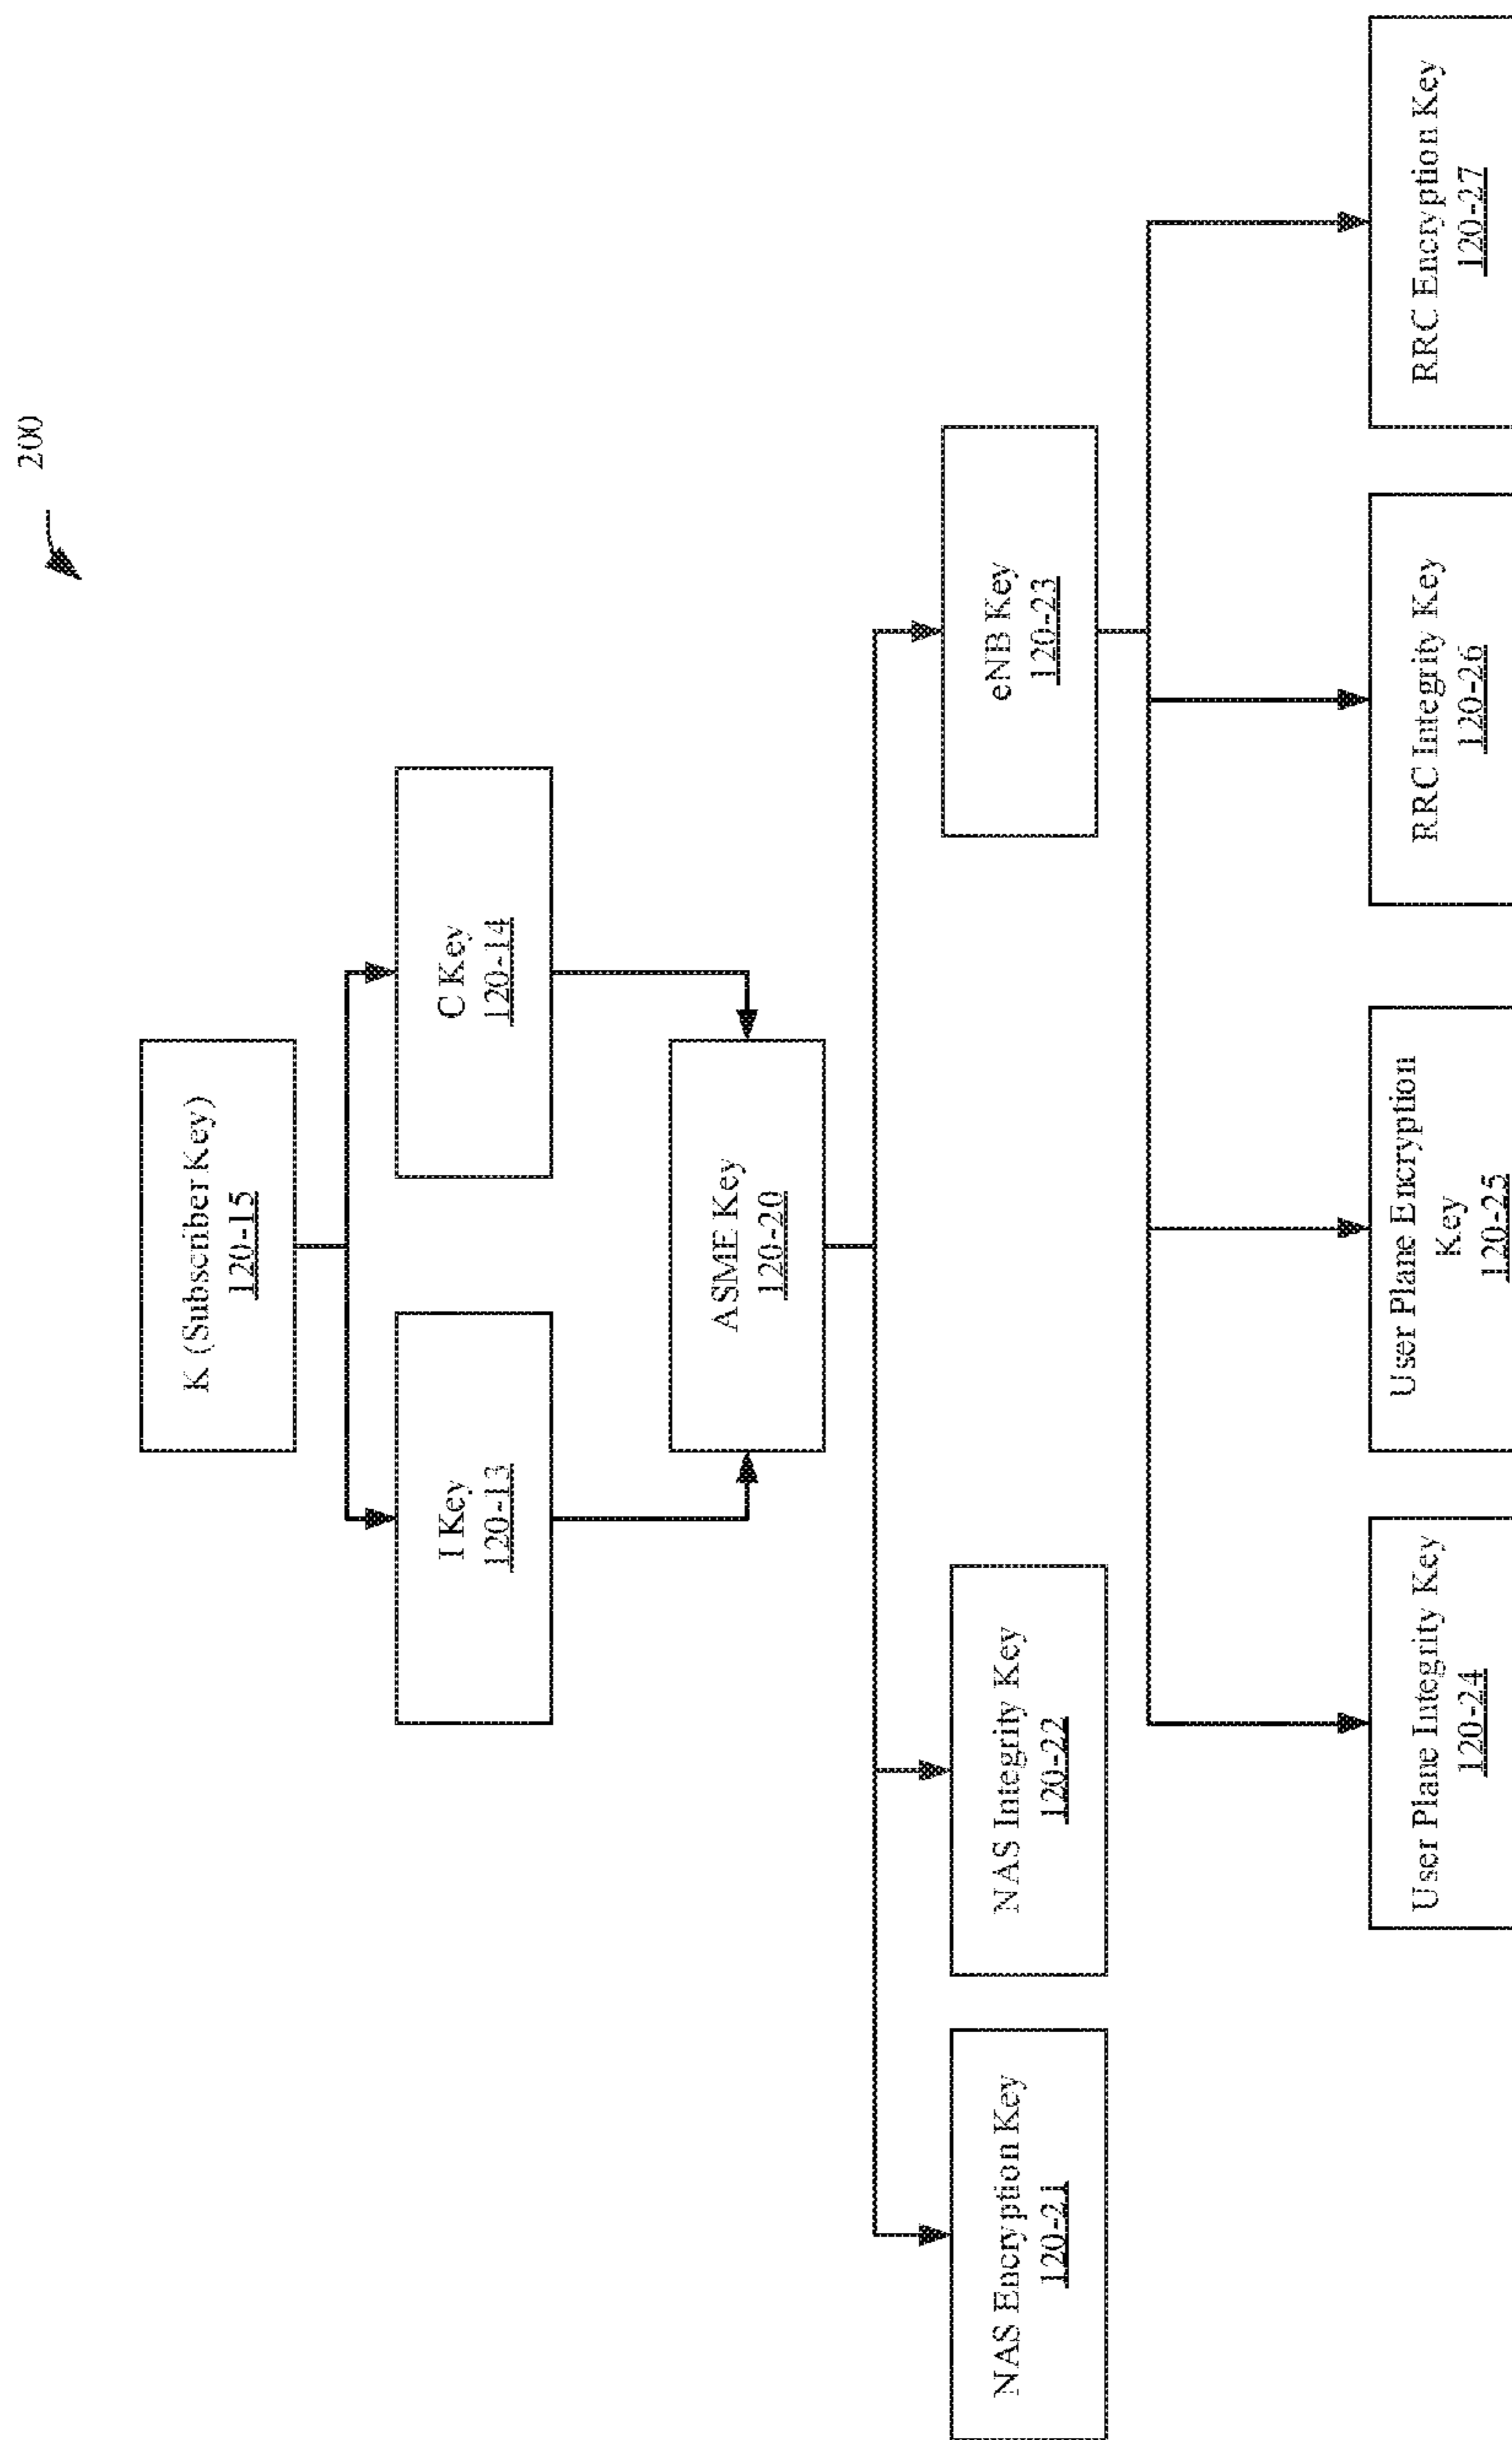 200
K (Subscriber Key)
120-15
I Key
120-13
C Key
120-14
ASME Key
120-20
NAS Encryption Key
120-21
NAS Integrity Key
120-22
eNB Key
120-23
User Plane Integrity Key
120-24
User Plane Encryption
Key
120-25
RRC Integrity Key
120-26
RRC Encryption Key
120-27